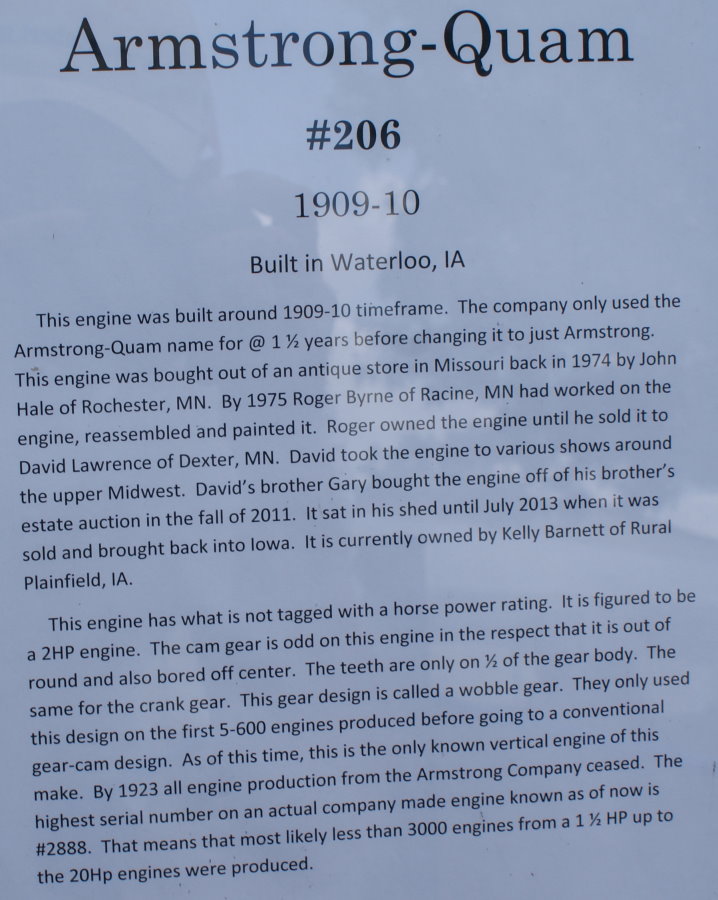 Armstrong-Quam
#206
1909-10
Built in Waterloo, IA
This engine was built around 1909-10 timeframe.  The company only used the
Armstrong-Quam name for @ 1 ½ years before changing it to just Armstrong.
This engine was bought out of an antique store in Missouri back in 1974 by John
Hale of Rochester, MN.  By 1975 Roger Byrne of Racine, MN had worked on the
engine, reassembled and painted it.  Roger owned the engine until he sold it to
David Lawrence of Dexter, MN.  David took the engine to various shows around
the upper Midwest.  David's brother Gary bought the engine off of his brother's
estate auction in the fall of 2011.  It sat in his shed until July 2013 when it was
sold and brought back into Iowa.  It is currently owned by Kelly Barnett of Rural
Plainfield, IA.
This engine has what is not tagged with a horse power rating.  It is figured to be
a 2HP engine.  The cam gear is odd on this engine in the respect that it is out of
round and also bored off center.  The teeth are only on ½ of the gear body.  The
same for the crank gear.  This gear design is called a wobble gear.  They only used
this design on the first 5-600 engines produced before going to a conventional
gear-cam design.  As of this time, this is the only known vertical engine of this
make.  By 1923 all engine production from the Armstrong Company ceased.  The
highest serial number on an actual company made engine known as of now is
#2888.  That means that most likely less than 3000 engines from a 1 ½ HP up to
the 20Hp engines were produced.